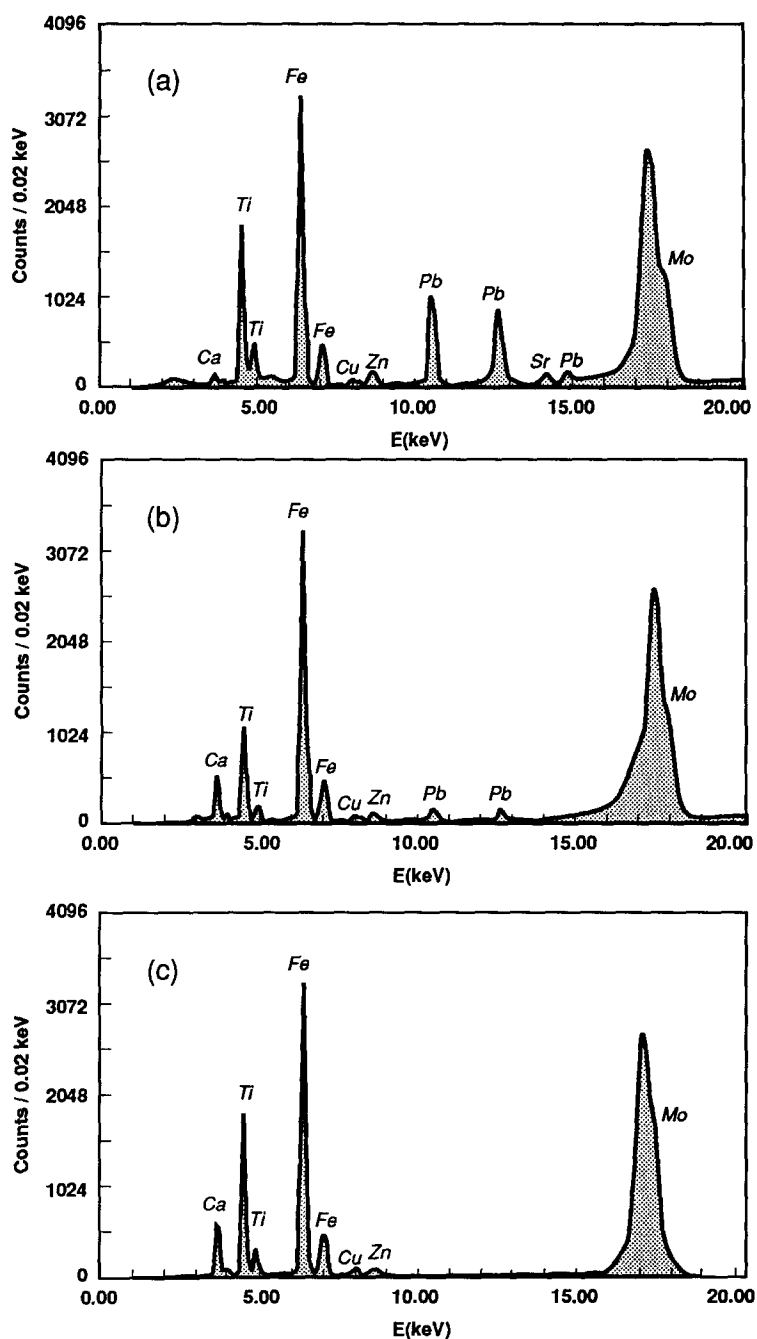 4096
(a)
Fe
3072
Counts / 0.02 keV
2048
Ti
Mo
1024
Pb
Pb
Ti
Fe
Ca
Cu
Zn
Sr
Pb
0
0.00
5.00
10.00
15.00
20.00
E(keV)
4096
(b)
Fe
3072
Counts / 0.02 keV
2048
Mo
1024
Ti
Ca
Ti
Fe
Cu
Zn
Pb
Pb
0
0.00
5.00
10.00
15.00
20.00
E(keV)
4096
(c)
Fe
3072
Counts / 0.02 keV
2048
Ti
Mo
1024
Ca
Ti
Fe
Cu
Zn
0
0.00
5.00
10.00
15.00
20.00
E(keV)